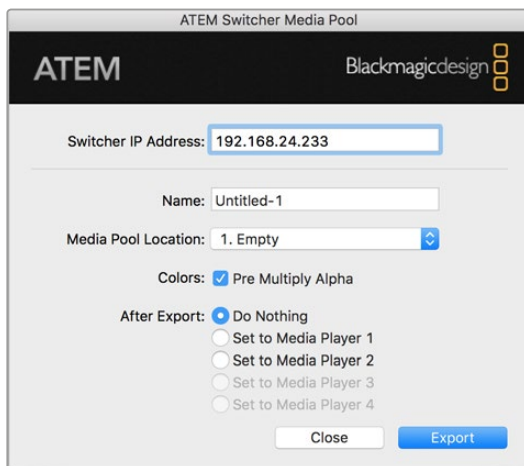 ATEM Switcher Media Pool
ATEM
Blackmagicdesign
Switcher IP Address: 192.168.24.233
Name: Untitled-1
Media Pool Location: 1. Empty
Colors: Pre Multiply Alpha
After Export: Do Nothing
Set to Media Player 1
Set to Media Player 2
Set to Media Player 3
Set to Media Player 4
Close Export